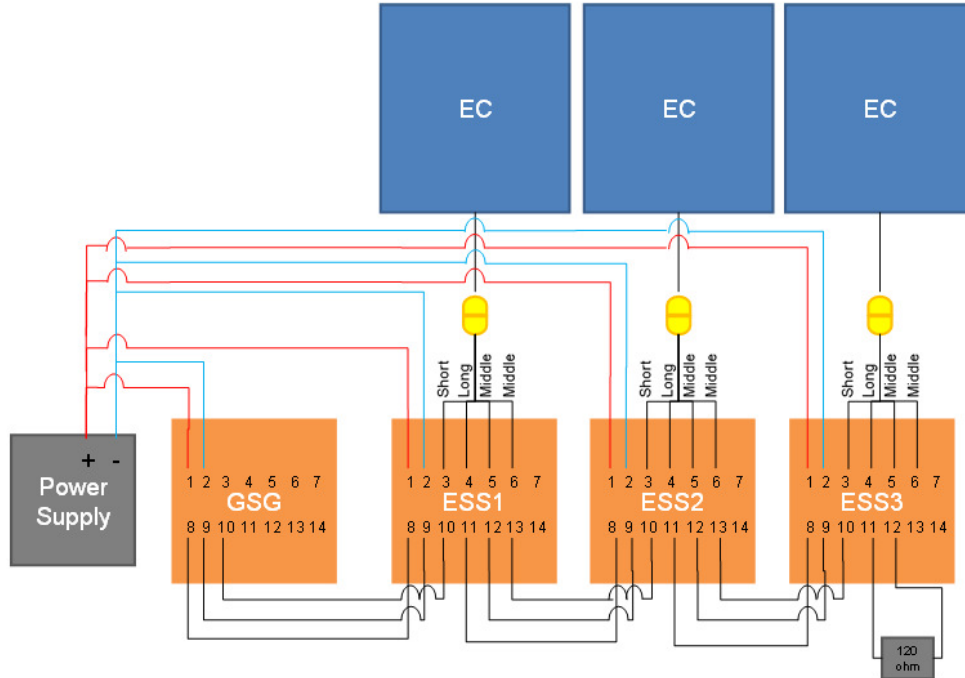 EC EC EC
Short Long Middle Middle Short Long Middle Middle Short Long Middle Middle
+ -
Power
Supply
1 2 3 4 5 6 7 1 2 3 4 5 6 7 1 2 3 4 5 6 7 1 2 3 4 5 6 7
GSG ESS1 ESS2 ESS3
8 9 10 11 12 13 14 8 9 10 11 12 13 14 8 9 10 11 12 13 14 8 9 10 11 12 13 14
120
ohm